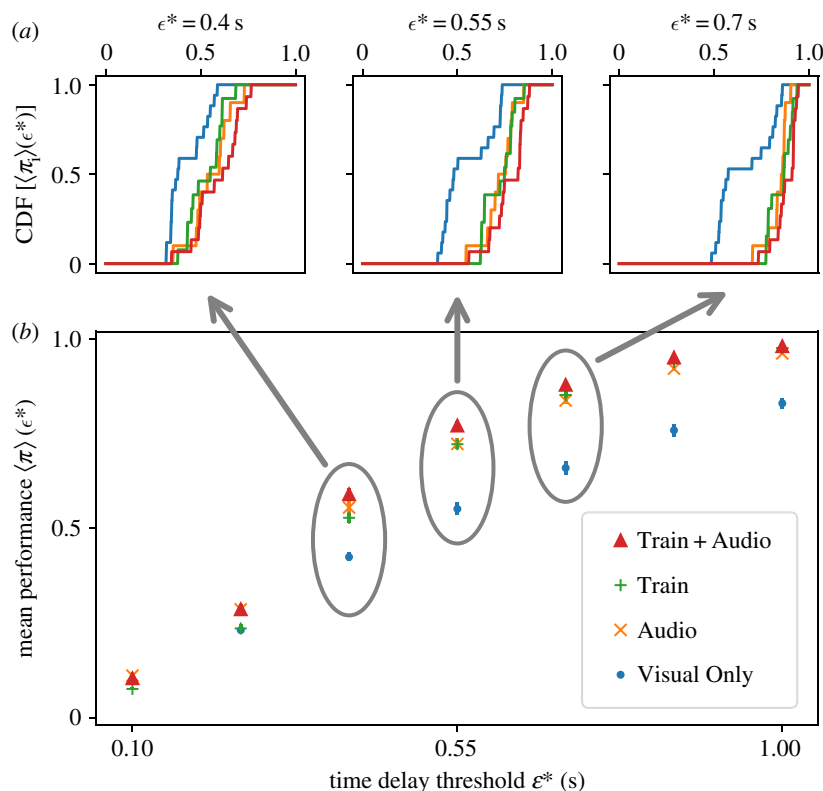 (a)
ϵ* = 0.4 s
ϵ* = 0.55 s
ϵ* = 0.7 s
0 0.5 1.0
0 0.5 1.0
0 0.5 1.0
CDF [⟨π_i⟩(ϵ*)]
1.0
0.5
0
(b)
mean performance ⟨π⟩ (ϵ*)
1.0
0.5
0
Train + Audio
Train
Audio
Visual Only
0.10 0.55 1.00
time delay threshold ε* (s)